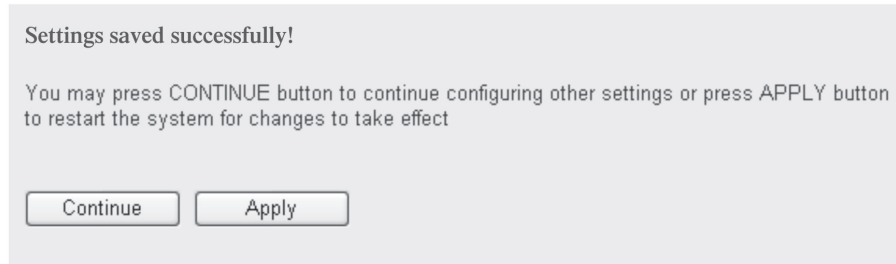 Settings saved successfully!
You may press CONTINUE button to continue configuring other settings or press APPLY button
to restart the system for changes to take effect
Continue
Apply